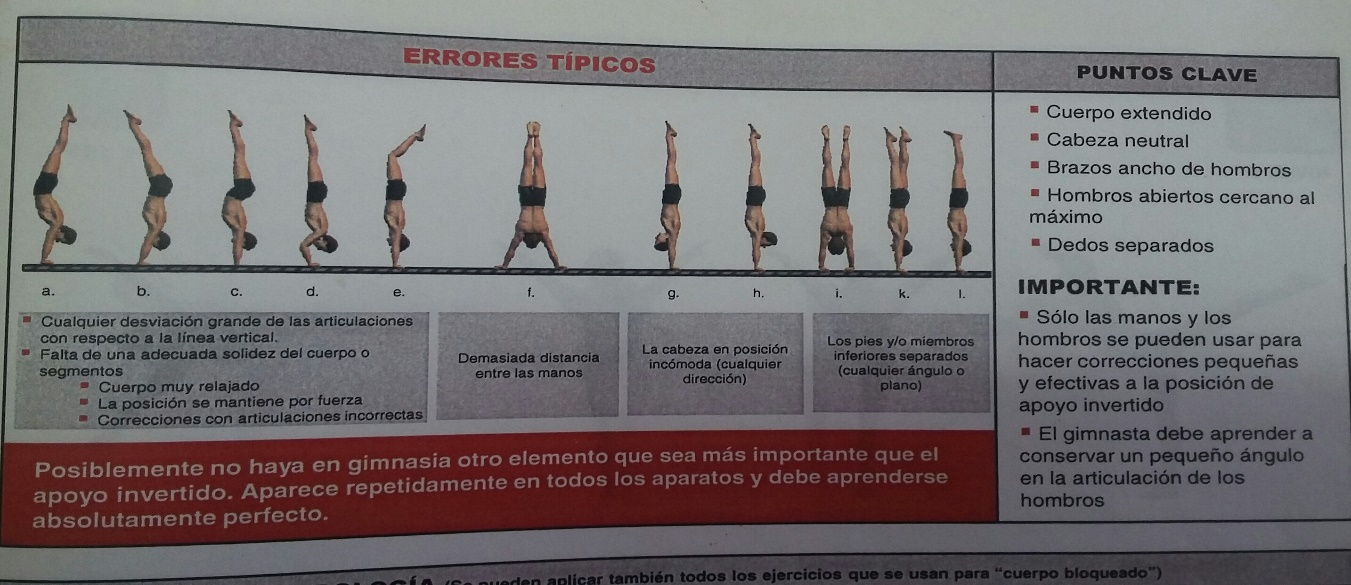 ERRORES TÍPICOS
a. b. c. d. e. f. g. h. i. k. l.
▪ Cualquier desviación grande de las articulaciones
con respecto a la línea vertical.
▪ Falta de una adecuada solidez del cuerpo o
segmentos
▪ Cuerpo muy relajado
▪ La posición se mantiene por fuerza
▪ Correcciones con articulaciones incorrectas
Demasiada distancia
entre las manos
La cabeza en posición
incómoda (cualquier
dirección)
Los pies y/o miembros
inferiores separados
(cualquier ángulo o
plano)
Posiblemente no haya en gimnasia otro elemento que sea más importante que el
apoyo invertido. Aparece repetidamente en todos los aparatos y debe aprenderse
absolutamente perfecto.
PUNTOS CLAVE
▪ Cuerpo extendido
▪ Cabeza neutral
▪ Brazos ancho de hombros
▪ Hombros abiertos cercano al
máximo
▪ Dedos separados
IMPORTANTE:
▪ Sólo las manos y los
hombros se pueden usar para
hacer correcciones pequeñas
y efectivas a la posición de
apoyo invertido
▪ El gimnasta debe aprender a
conservar un pequeño ángulo
en la articulación de los
hombros
(Se pueden aplicar también todos los ejercicios que se usan para "cuerpo bloqueado")